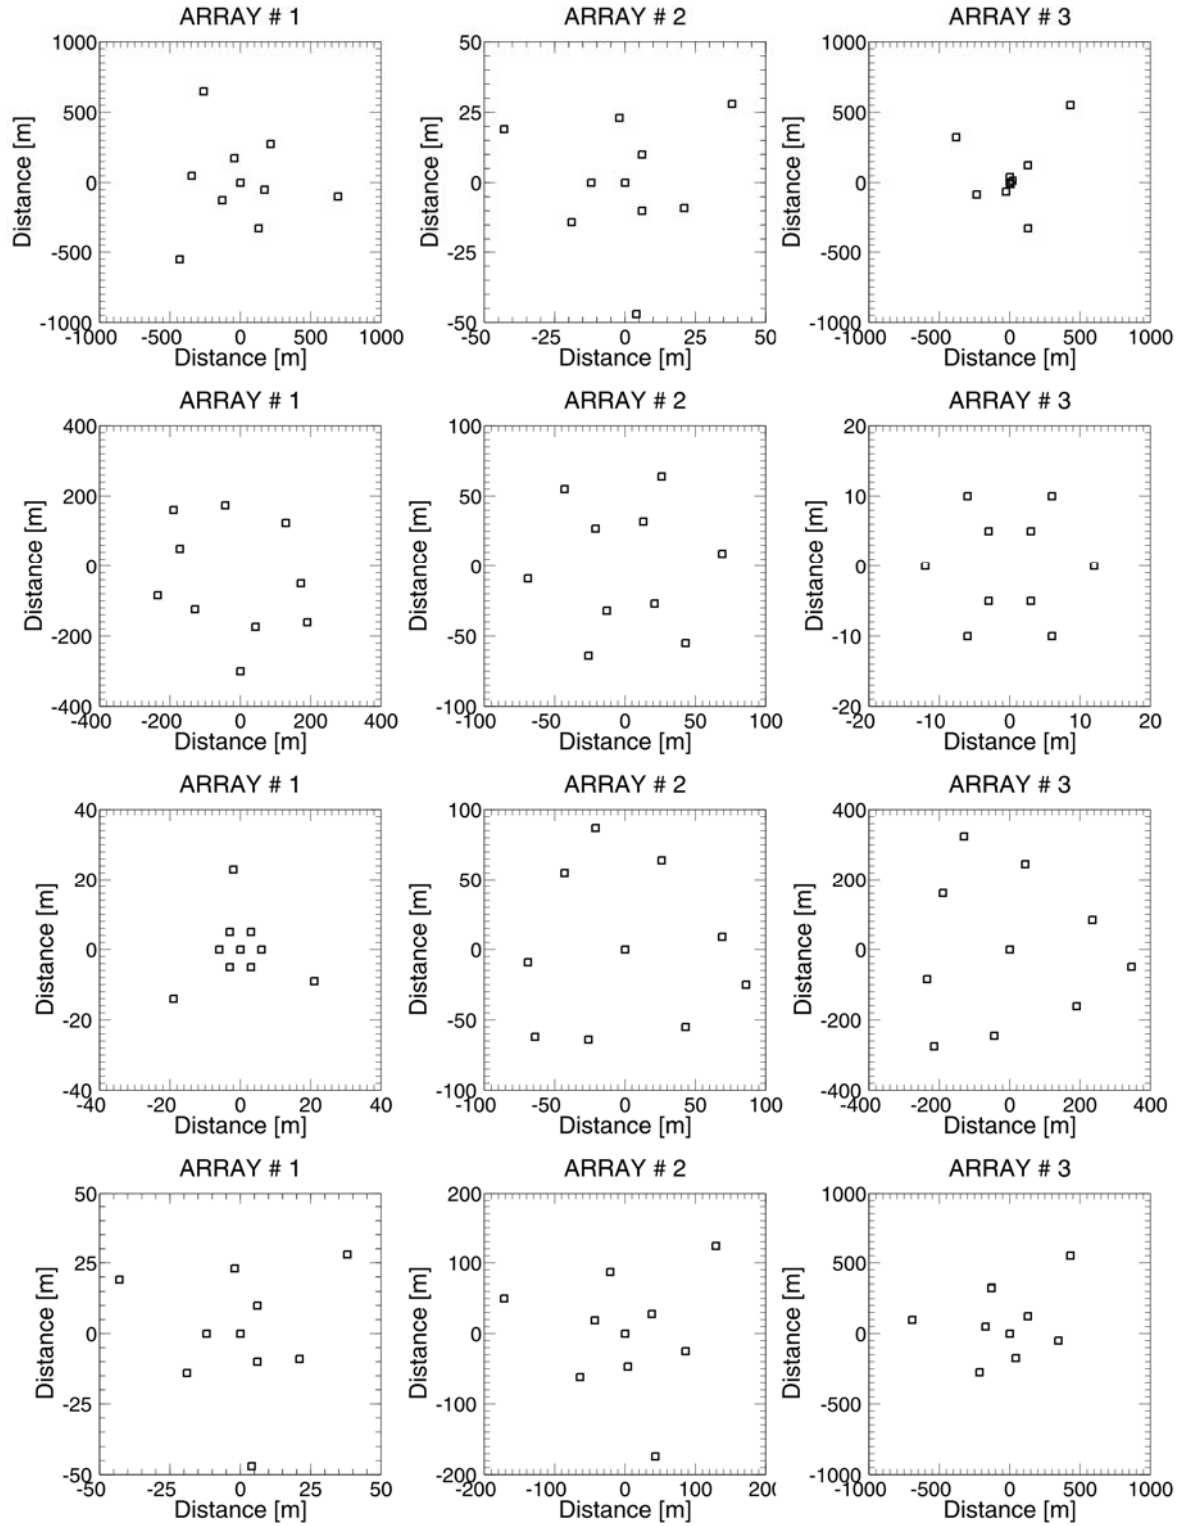 ARRAY # 1 ARRAY # 2 ARRAY # 3
1000 50 1000
500 25 500
0 0 0
-500 -25 -500
-1000 -50 -1000
-1000 -500 0 500 1000 -50 -25 0 25 50 -1000 -500 0 500 1000
Distance [m] Distance [m] Distance [m]
Distance [m] Distance [m] Distance [m]
ARRAY # 1 ARRAY # 2 ARRAY # 3
400 100 20
200 50 10
0 0 0
-200 -50 -10
-400 -100 -20
-400 -200 0 200 400 -100 -50 0 50 100 -20 -10 0 10 20
Distance [m] Distance [m] Distance [m]
Distance [m] Distance [m] Distance [m]
ARRAY # 1 ARRAY # 2 ARRAY # 3
40 100 400
20 50 200
0 0 0
-20 -50 -200
-40 -100 -400
-40 -20 0 20 40 -100 -50 0 50 100 -400 -200 0 200 400
Distance [m] Distance [m] Distance [m]
Distance [m] Distance [m] Distance [m]
ARRAY # 1 ARRAY # 2 ARRAY # 3
50 200 1000
25 100 500
0 0 0
-25 -100 -500
-50 -200 -1000
-50 -25 0 25 50 -200 -100 0 100 200 -1000 -500 0 500 1000
Distance [m] Distance [m] Distance [m]
Distance [m] Distance [m] Distance [m]